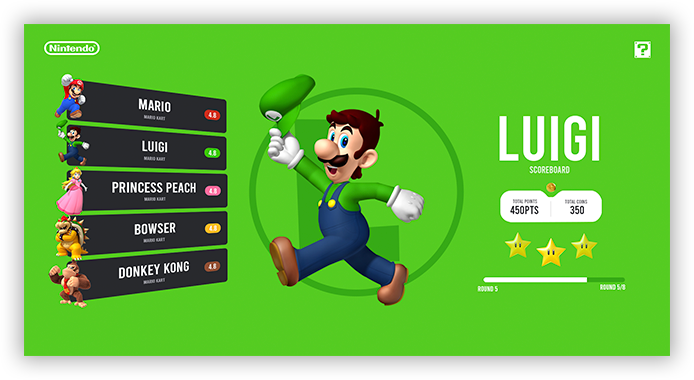 Nintendo
?
MARIO
MARIO KART
4.8
LUIGI
MARIO KART
4.8
PRINCESS PEACH
MARIO KART
4.8
BOWSER
MARIO KART
4.8
DONKEY KONG
MARIO KART
4.8
L
LUIGI
SCOREBOARD
TOTAL POINTS
450PTS
TOTAL COINS
350
ROUND 5
ROUND 5/8